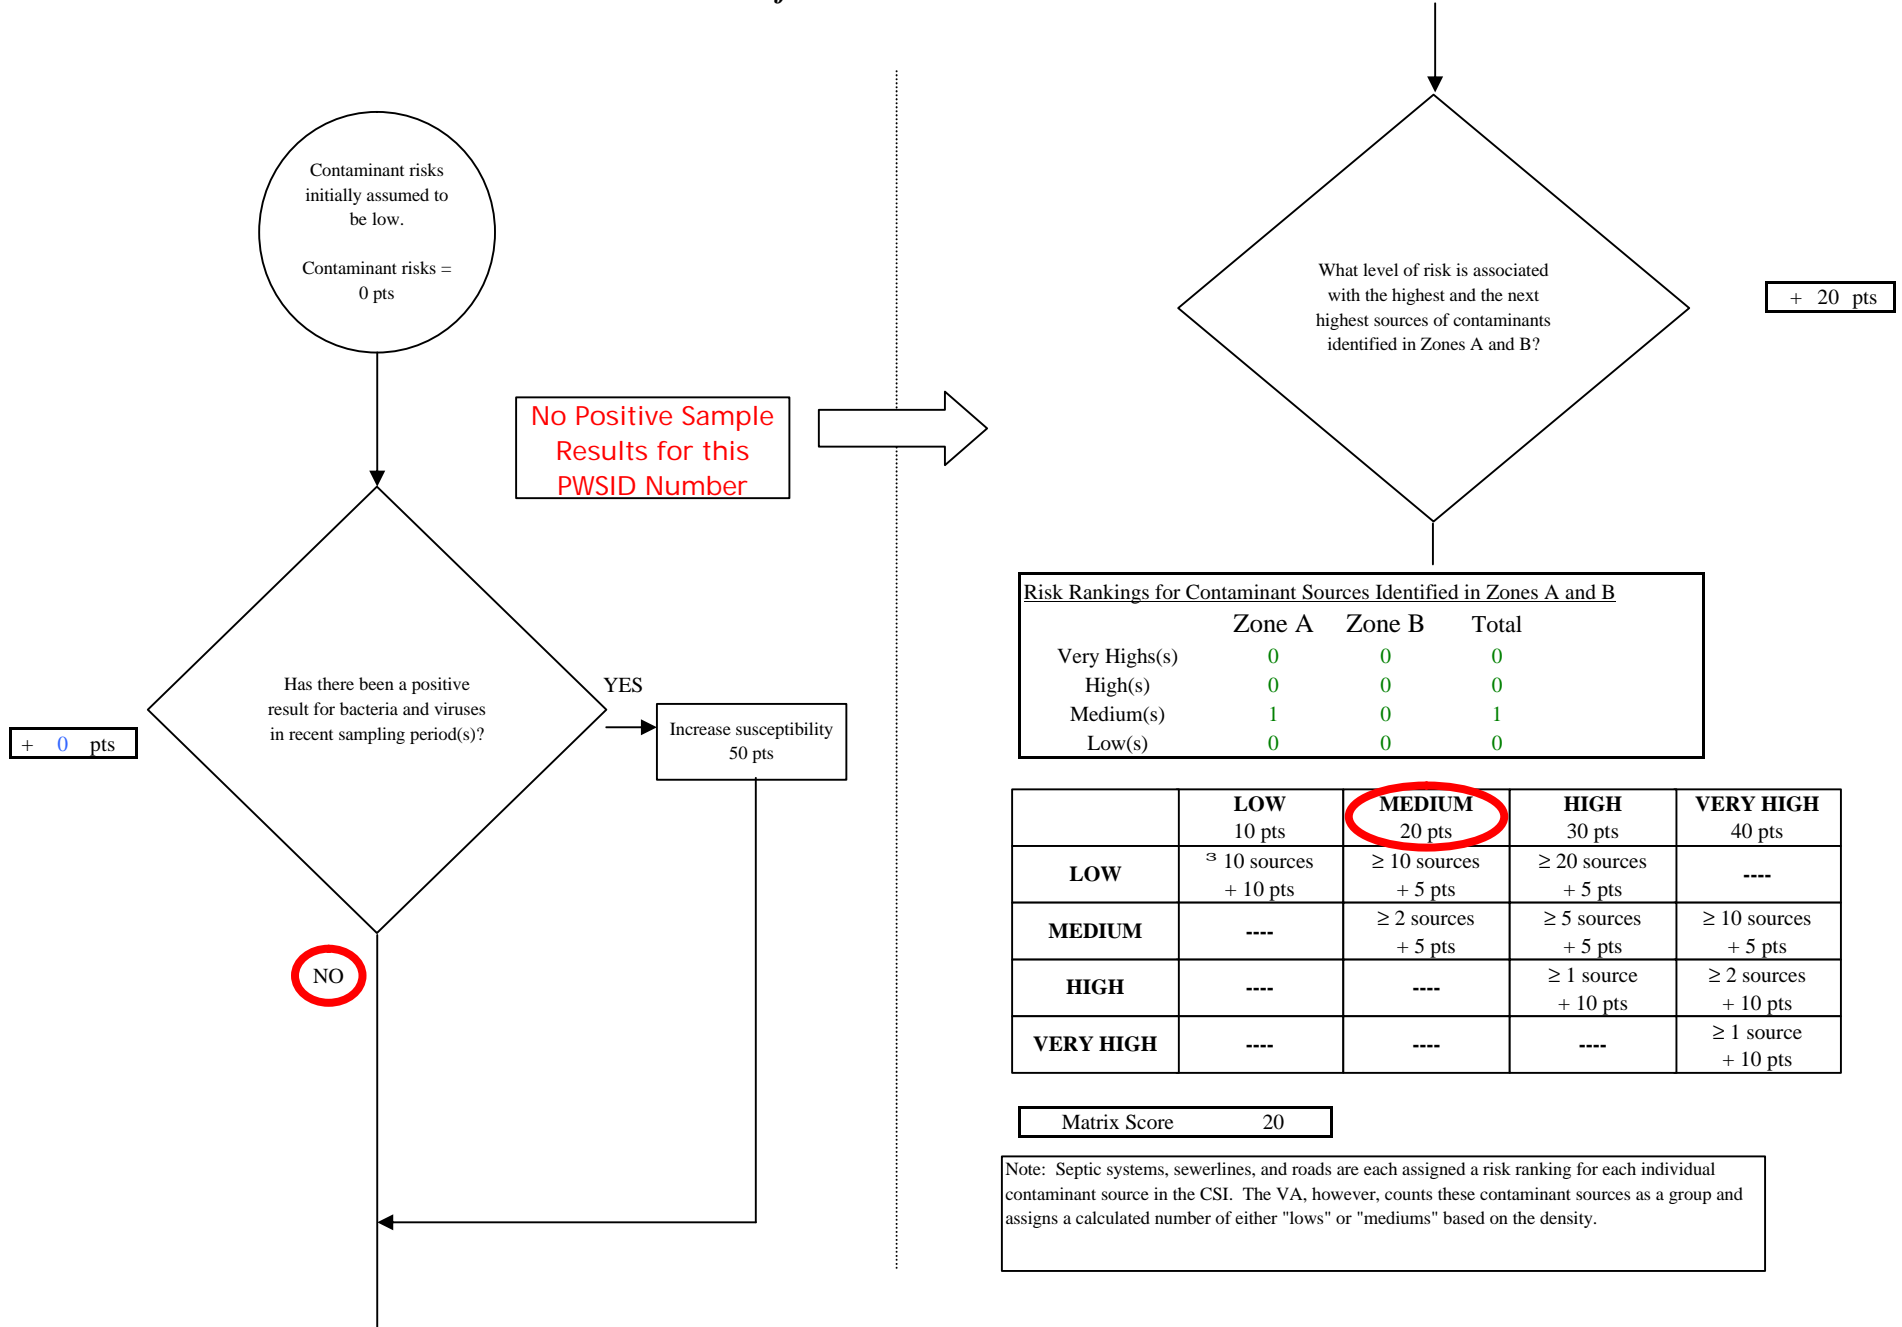 Contaminant risks
initially assumed to
be low.
Contaminant risks =
0 pts
No Positive Sample
Results for this
PWSID Number
Has there been a positive
result for bacteria and viruses
in recent sampling period(s)?
+ 0 pts
YES
Increase susceptibility
50 pts
NO
What level of risk is associated
with the highest and the next
highest sources of contaminants
identified in Zones A and B?
+ 20 pts
Risk Rankings for Contaminant Sources Identified in Zones A and B
Zone A Zone B Total
Very Highs(s) 0 0 0
High(s) 0 0 0
Medium(s) 1 0 1
Low(s) 0 0 0
LOW MEDIUM HIGH VERY HIGH
10 pts 20 pts 30 pts 40 pts
LOW
³ 10 sources ≥ 10 sources ≥ 20 sources ----
+ 10 pts + 5 pts + 5 pts
MEDIUM
---- ≥ 2 sources ≥ 5 sources ≥ 10 sources
+ 5 pts + 5 pts + 5 pts
HIGH
---- ---- ≥ 1 source ≥ 2 sources
+ 10 pts + 10 pts
VERY HIGH
---- ---- ---- ≥ 1 source
+ 10 pts
Matrix Score 20
Note: Septic systems, sewerlines, and roads are each assigned a risk ranking for each individual
contaminant source in the CSI. The VA, however, counts these contaminant sources as a group and
assigns a calculated number of either "lows" or "mediums" based on the density.